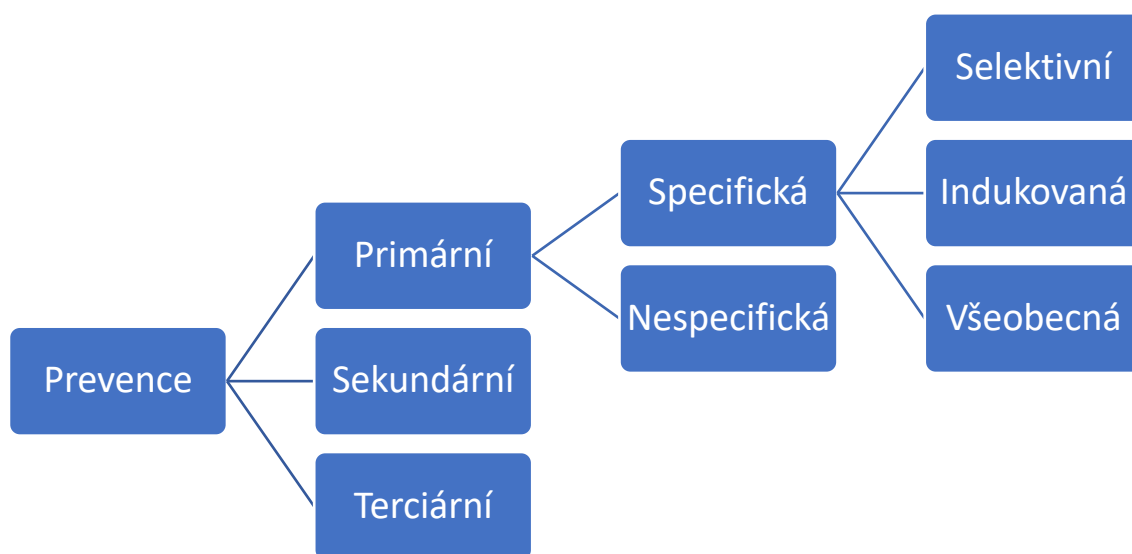 Prevence
Primární
Sekundární
Terciární
Specifická
Nespecifická
Selektivní
Indukovaná
Všeobecná